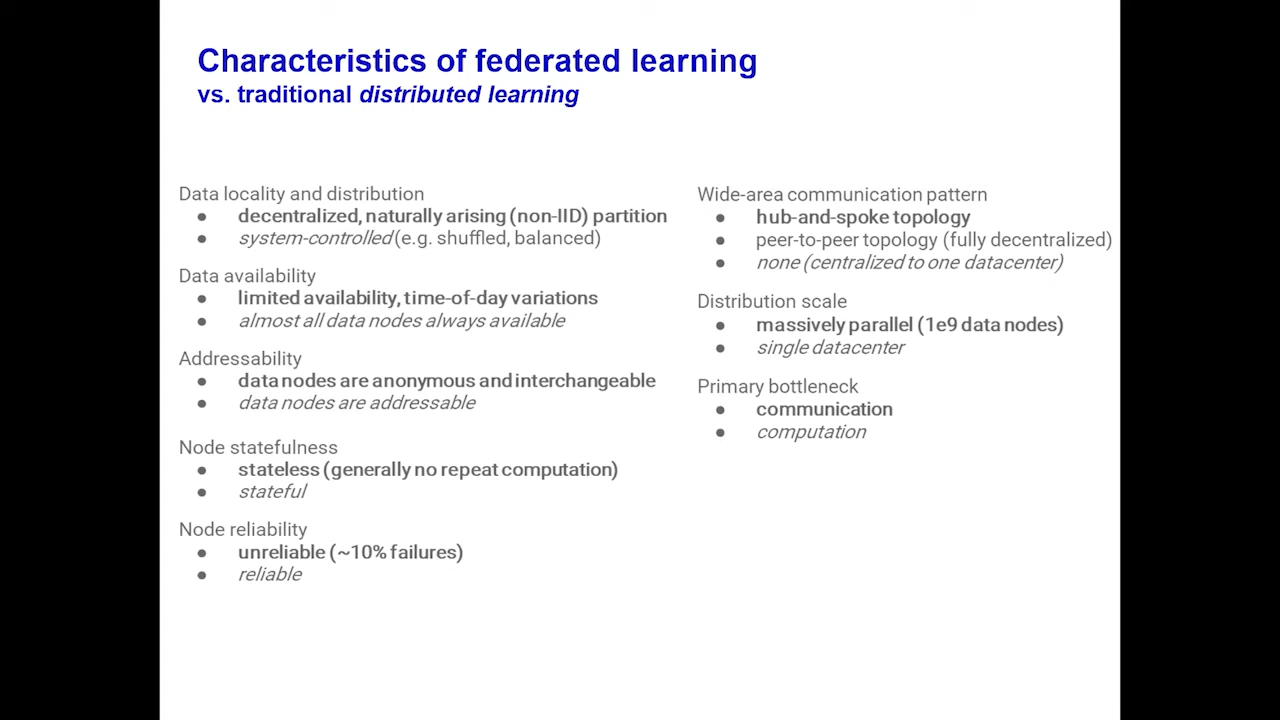 Characteristics of federated learning
vs. traditional distributed learning
Data locality and distribution
● decentralized, naturally arising (non-IID) partition
● system-controlled (e.g. shuffled, balanced)
Data availability
● limited availability, time-of-day variations
● almost all data nodes always available
Addressability
● data nodes are anonymous and interchangeable
● data nodes are addressable
Node statefulness
● stateless (generally no repeat computation)
● stateful
Node reliability
● unreliable (~10% failures)
● reliable
Wide-area communication pattern
● hub-and-spoke topology
● peer-to-peer topology (fully decentralized)
● none (centralized to one datacenter)
Distribution scale
● massively parallel (1e9 data nodes)
● single datacenter
Primary bottleneck
● communication
● computation